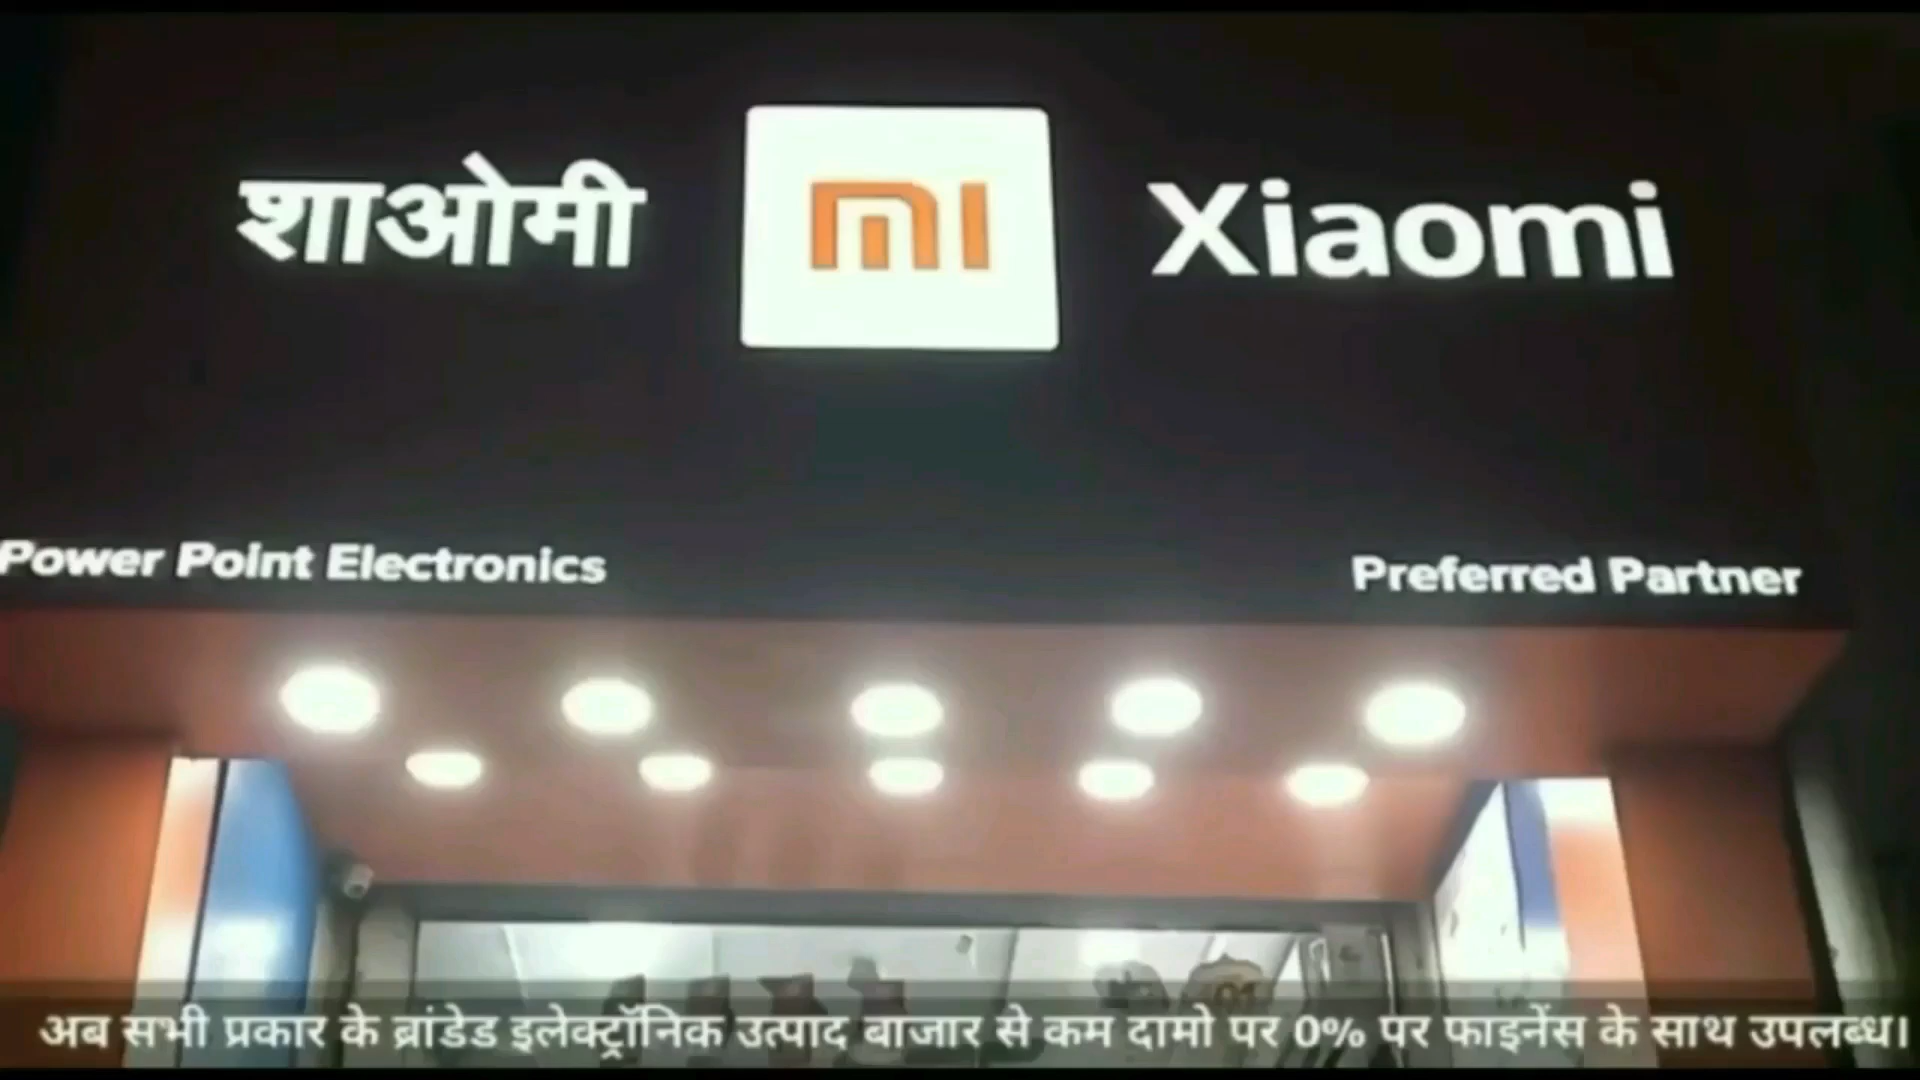 शाओमी mi Xiaomi
Power Point Electronics Preferred Partner
अब सभी प्रकार के ब्रांडेड इलेक्ट्रॉनिक उत्पाद बाजार से कम दामो पर 0% पर फाइनेंस के साथ उपलब्ध।